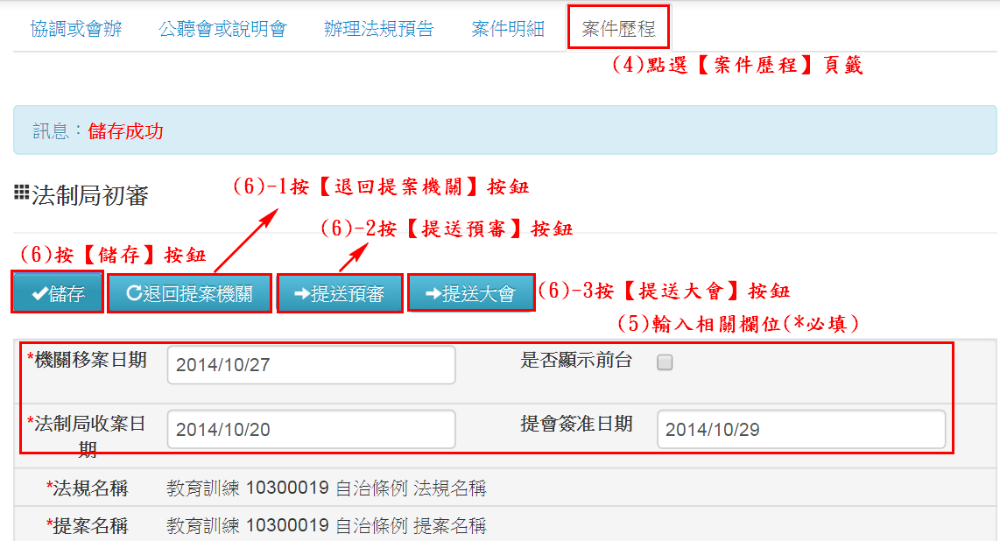 協調或會辦 公聽會或說明會 辦理法規預告 案件明細 案件歷程
(4)點選【案件歷程】頁籤
訊息：儲存成功
法制局初審
(6)-1按【退回提案機關】按鈕
(6)-2按【提送預審】按鈕
(6)按【儲存】按鈕
儲存 退回提案機關 提送預審 提送大會
(6)-3按【提送大會】按鈕
(5)輸入相關欄位(*必填)
*機關移案日期 2014/10/27 是否顯示前台
*法制局收案日期 2014/10/20 提會簽准日期 2014/10/29
*法規名稱 教育訓練 10300019 自治條例 法規名稱
*提案名稱 教育訓練 10300019 自治條例 提案名稱